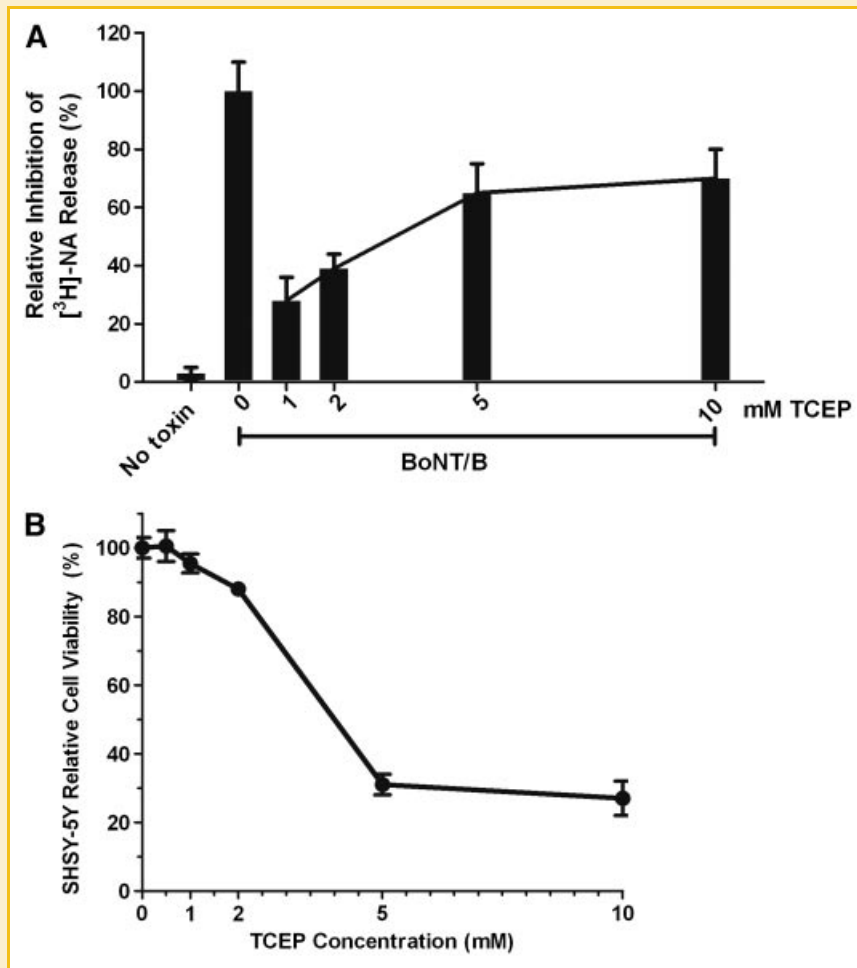 A
Relative Inhibition of
[³H]-NA Release (%)
120
100
80
60
40
20
0
No toxin
0
1
2
5
10
mM TCEP
BoNT/B
B
SHSY-5Y Relative Cell Viability (%)
100
80
60
40
20
0
0
1
2
5
10
TCEP Concentration (mM)